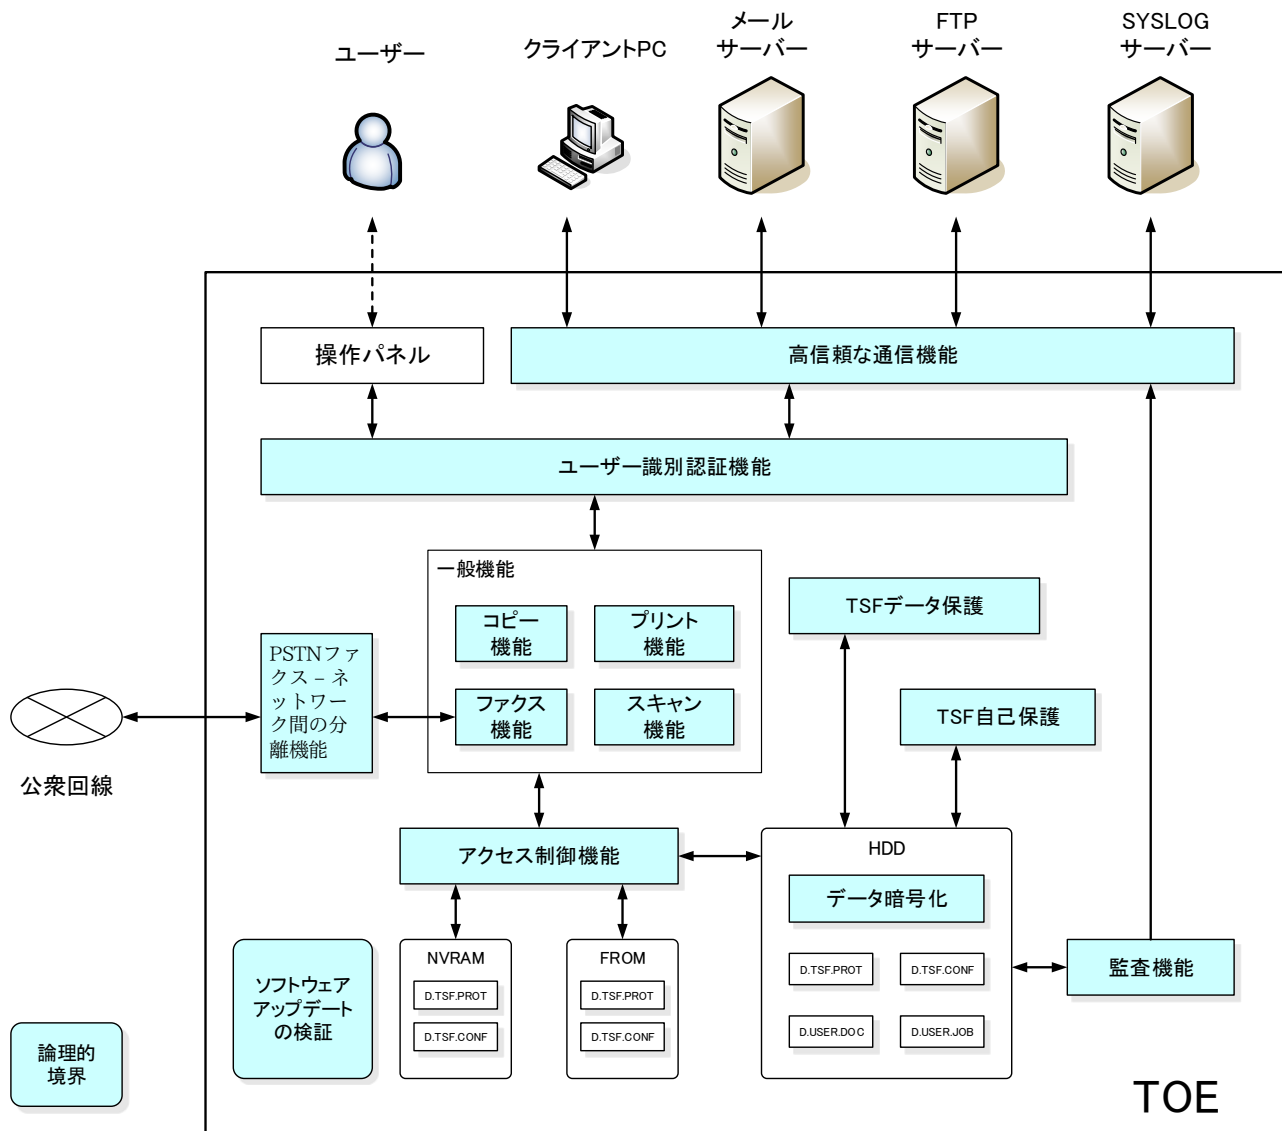 ユーザー
クライアントPC
メール
サーバー
FTP
サーバー
SYSLOG
サーバー
操作パネル
高信頼な通信機能
ユーザー識別認証機能
一般機能
コピー
機能
プリント
機能
ファクス
機能
スキャン
機能
PSTNファ
クス – ネ
ットワー
ク間の分
離機能
公衆回線
TSFデータ保護
TSF自己保護
アクセス制御機能
HDD
データ暗号化
D.TSF.PROT
D.TSF.CONF
D.USER.DOC
D.USER.JOB
監査機能
NVRAM
D.TSF.PROT
D.TSF.CONF
FROM
D.TSF.PROT
D.TSF.CONF
ソフトウェア
アップデート
の検証
論理的
境界
TOE